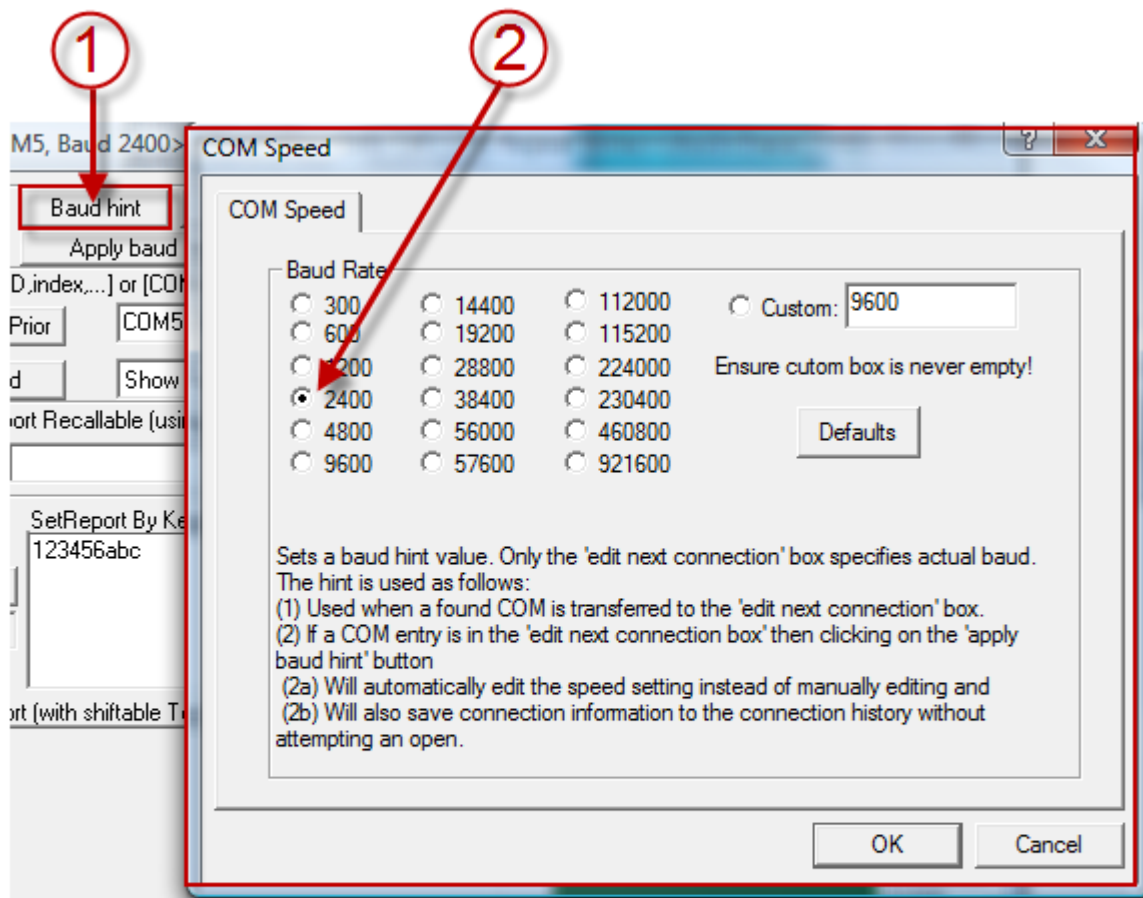 1
2
M5, Baud 2400>
COM Speed
Baud hint
Apply baud
COM Speed
D,index,...] or [CO
Prior
COM5
Show
ort Recallable (usi
SetReport By Ke
123456abc
rt (with shiftable T
Baud Rate
300
600
1200
2400
4800
9600
14400
19200
28800
38400
56000
57600
112000
115200
224000
230400
460800
921600
Custom: 9600
Ensure cutom box is never empty!
Defaults
Sets a baud hint value. Only the 'edit next connection' box specifies actual baud.
The hint is used as follows:
(1) Used when a found COM is transferred to the 'edit next connection' box.
(2) If a COM entry is in the 'edit next connection box' then clicking on the 'apply
baud hint' button
(2a) Will automatically edit the speed setting instead of manually editing and
(2b) Will also save connection information to the connection history without
attempting an open.
OK
Cancel